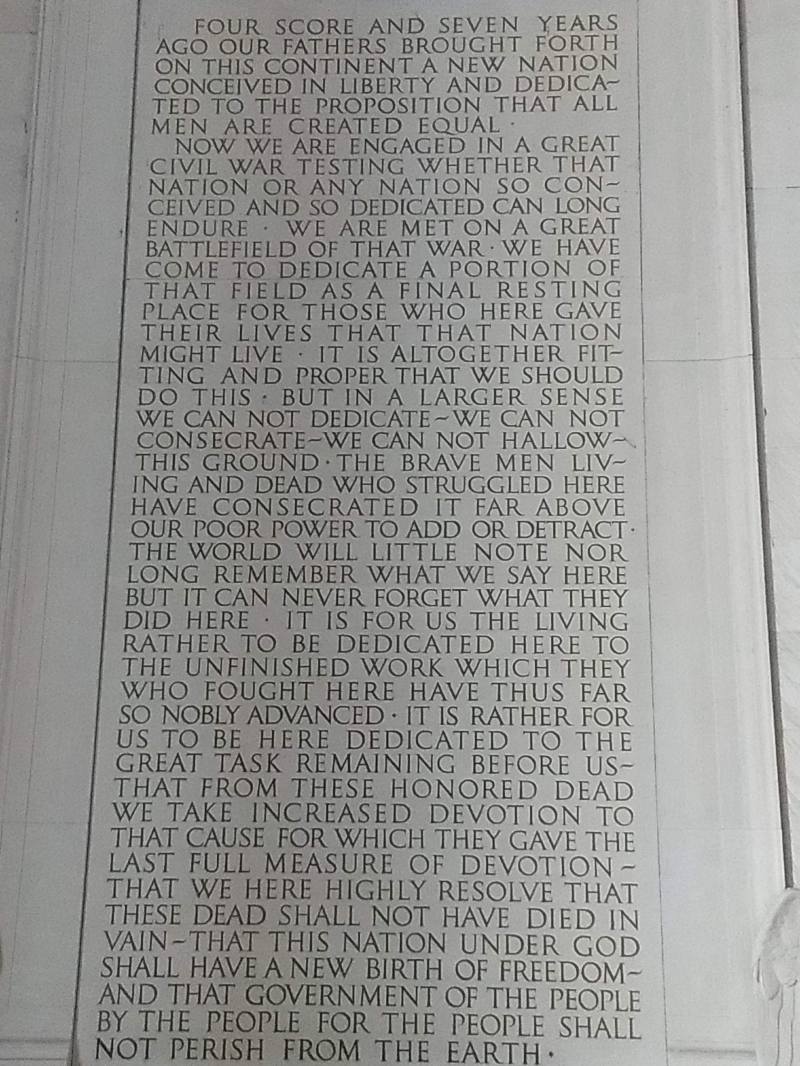 FOUR SCORE AND SEVEN YEARS
AGO OUR FATHERS BROUGHT FORTH
ON THIS CONTINENT A NEW NATION
CONCEIVED IN LIBERTY AND DEDICA~
TED TO THE PROPOSITION THAT ALL
MEN ARE CREATED EQUAL ·
NOW WE ARE ENGAGED IN A GREAT
CIVIL WAR TESTING WHETHER THAT
NATION OR ANY NATION SO CON~
CEIVED AND SO DEDICATED CAN LONG
ENDURE · WE ARE MET ON A GREAT
BATTLEFIELD OF THAT WAR · WE HAVE
COME TO DEDICATE A PORTION OF
THAT FIELD AS A FINAL RESTING
PLACE FOR THOSE WHO HERE GAVE
THEIR LIVES THAT THAT NATION
MIGHT LIVE · IT IS ALTOGETHER FIT~
TING AND PROPER THAT WE SHOULD
DO THIS · BUT IN A LARGER SENSE
WE CAN NOT DEDICATE~WE CAN NOT
CONSECRATE~WE CAN NOT HALLOW~
THIS GROUND · THE BRAVE MEN LIV~
ING AND DEAD WHO STRUGGLED HERE
HAVE CONSECRATED IT FAR ABOVE
OUR POOR POWER TO ADD OR DETRACT ·
THE WORLD WILL LITTLE NOTE NOR
LONG REMEMBER WHAT WE SAY HERE
BUT IT CAN NEVER FORGET WHAT THEY
DID HERE · IT IS FOR US THE LIVING
RATHER TO BE DEDICATED HERE TO
THE UNFINISHED WORK WHICH THEY
WHO FOUGHT HERE HAVE THUS FAR
SO NOBLY ADVANCED · IT IS RATHER FOR
US TO BE HERE DEDICATED TO THE
GREAT TASK REMAINING BEFORE US~
THAT FROM THESE HONORED DEAD
WE TAKE INCREASED DEVOTION TO
THAT CAUSE FOR WHICH THEY GAVE THE
LAST FULL MEASURE OF DEVOTION ~
THAT WE HERE HIGHLY RESOLVE THAT
THESE DEAD SHALL NOT HAVE DIED IN
VAIN~THAT THIS NATION UNDER GOD
SHALL HAVE A NEW BIRTH OF FREEDOM~
AND THAT GOVERNMENT OF THE PEOPLE
BY THE PEOPLE FOR THE PEOPLE SHALL
NOT PERISH FROM THE EARTH ·